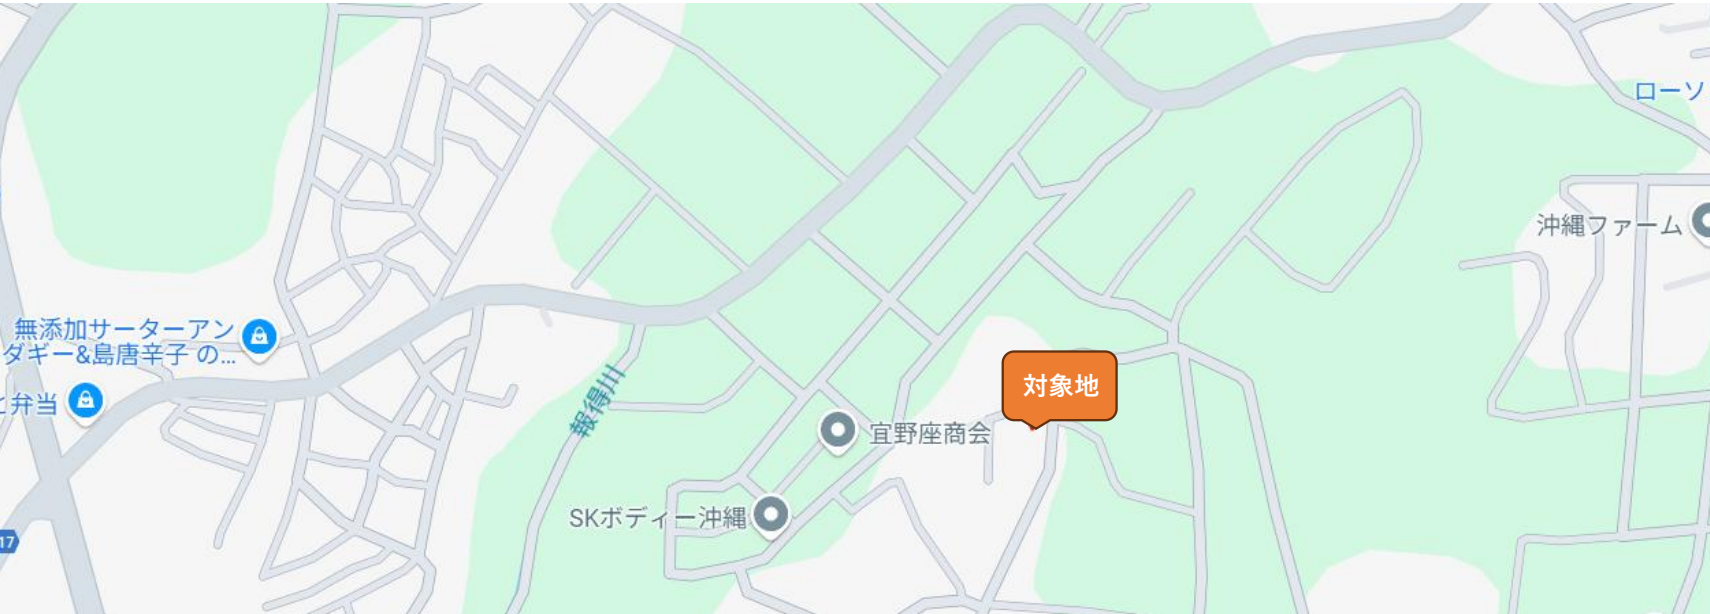 ローソ
沖縄ファーム
無添加サーターアン
ダギー&島唐辛子 の...
対象地
弁当
報得川
宜野座商会
SKボディー沖縄
17